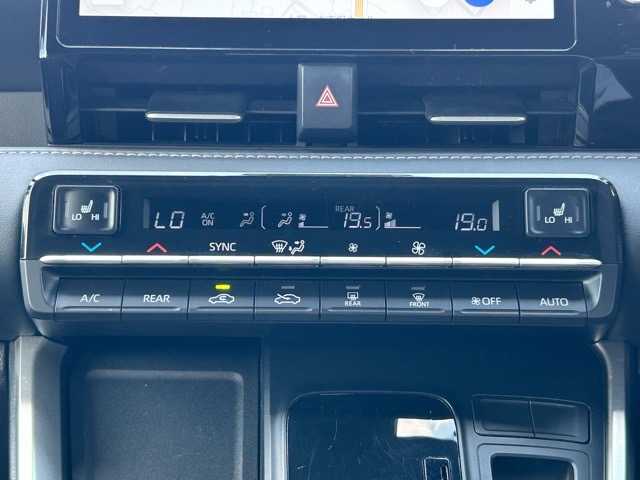 LO HI
LO
A/C
ON
REAR
19.5
19.0
LO HI
SYNC
A/C
REAR
REAR
FRONT
OFF
AUTO